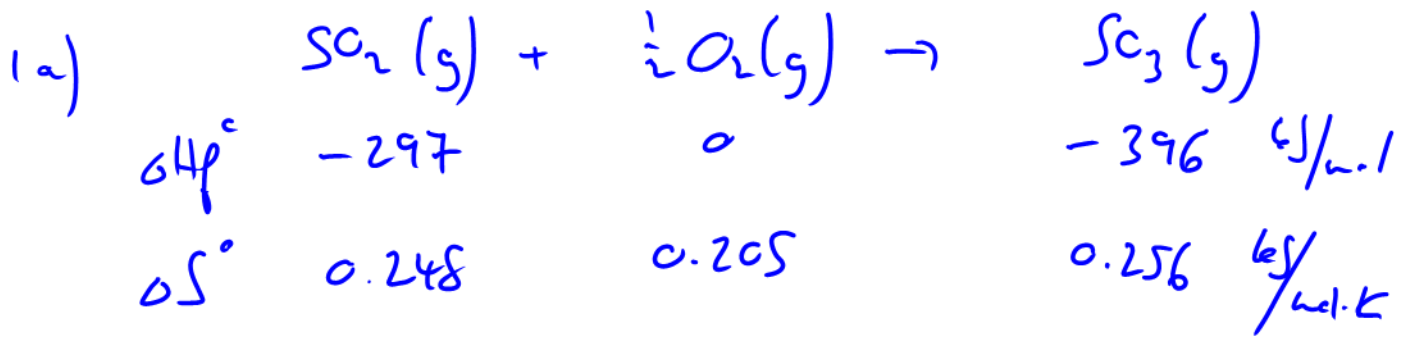 1a) SO₂ (g) + ½ O₂ (g) → SO₃ (g)
ΔHf° -297 0 -396 kJ/mol
ΔS° 0.248 0.205 0.256 kJ/mol·K